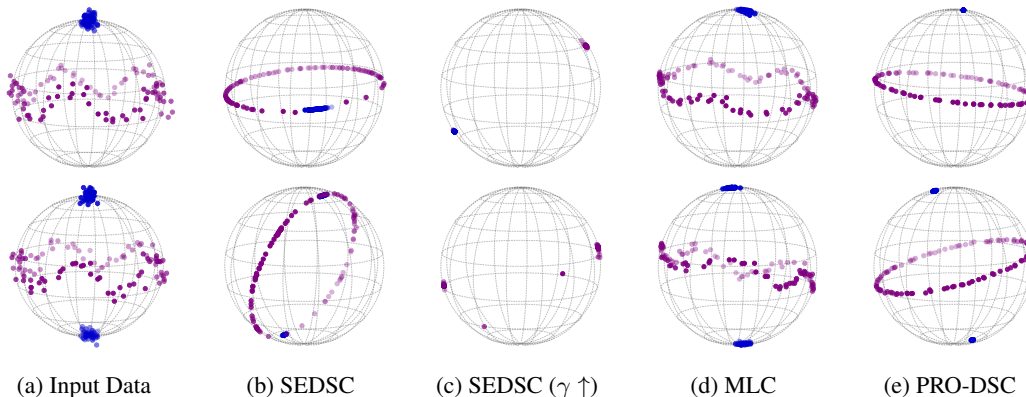 (a) Input Data
(b) SEDSC
(c) SEDSC (γ ↑)
(d) MLC
(e) PRO-DSC